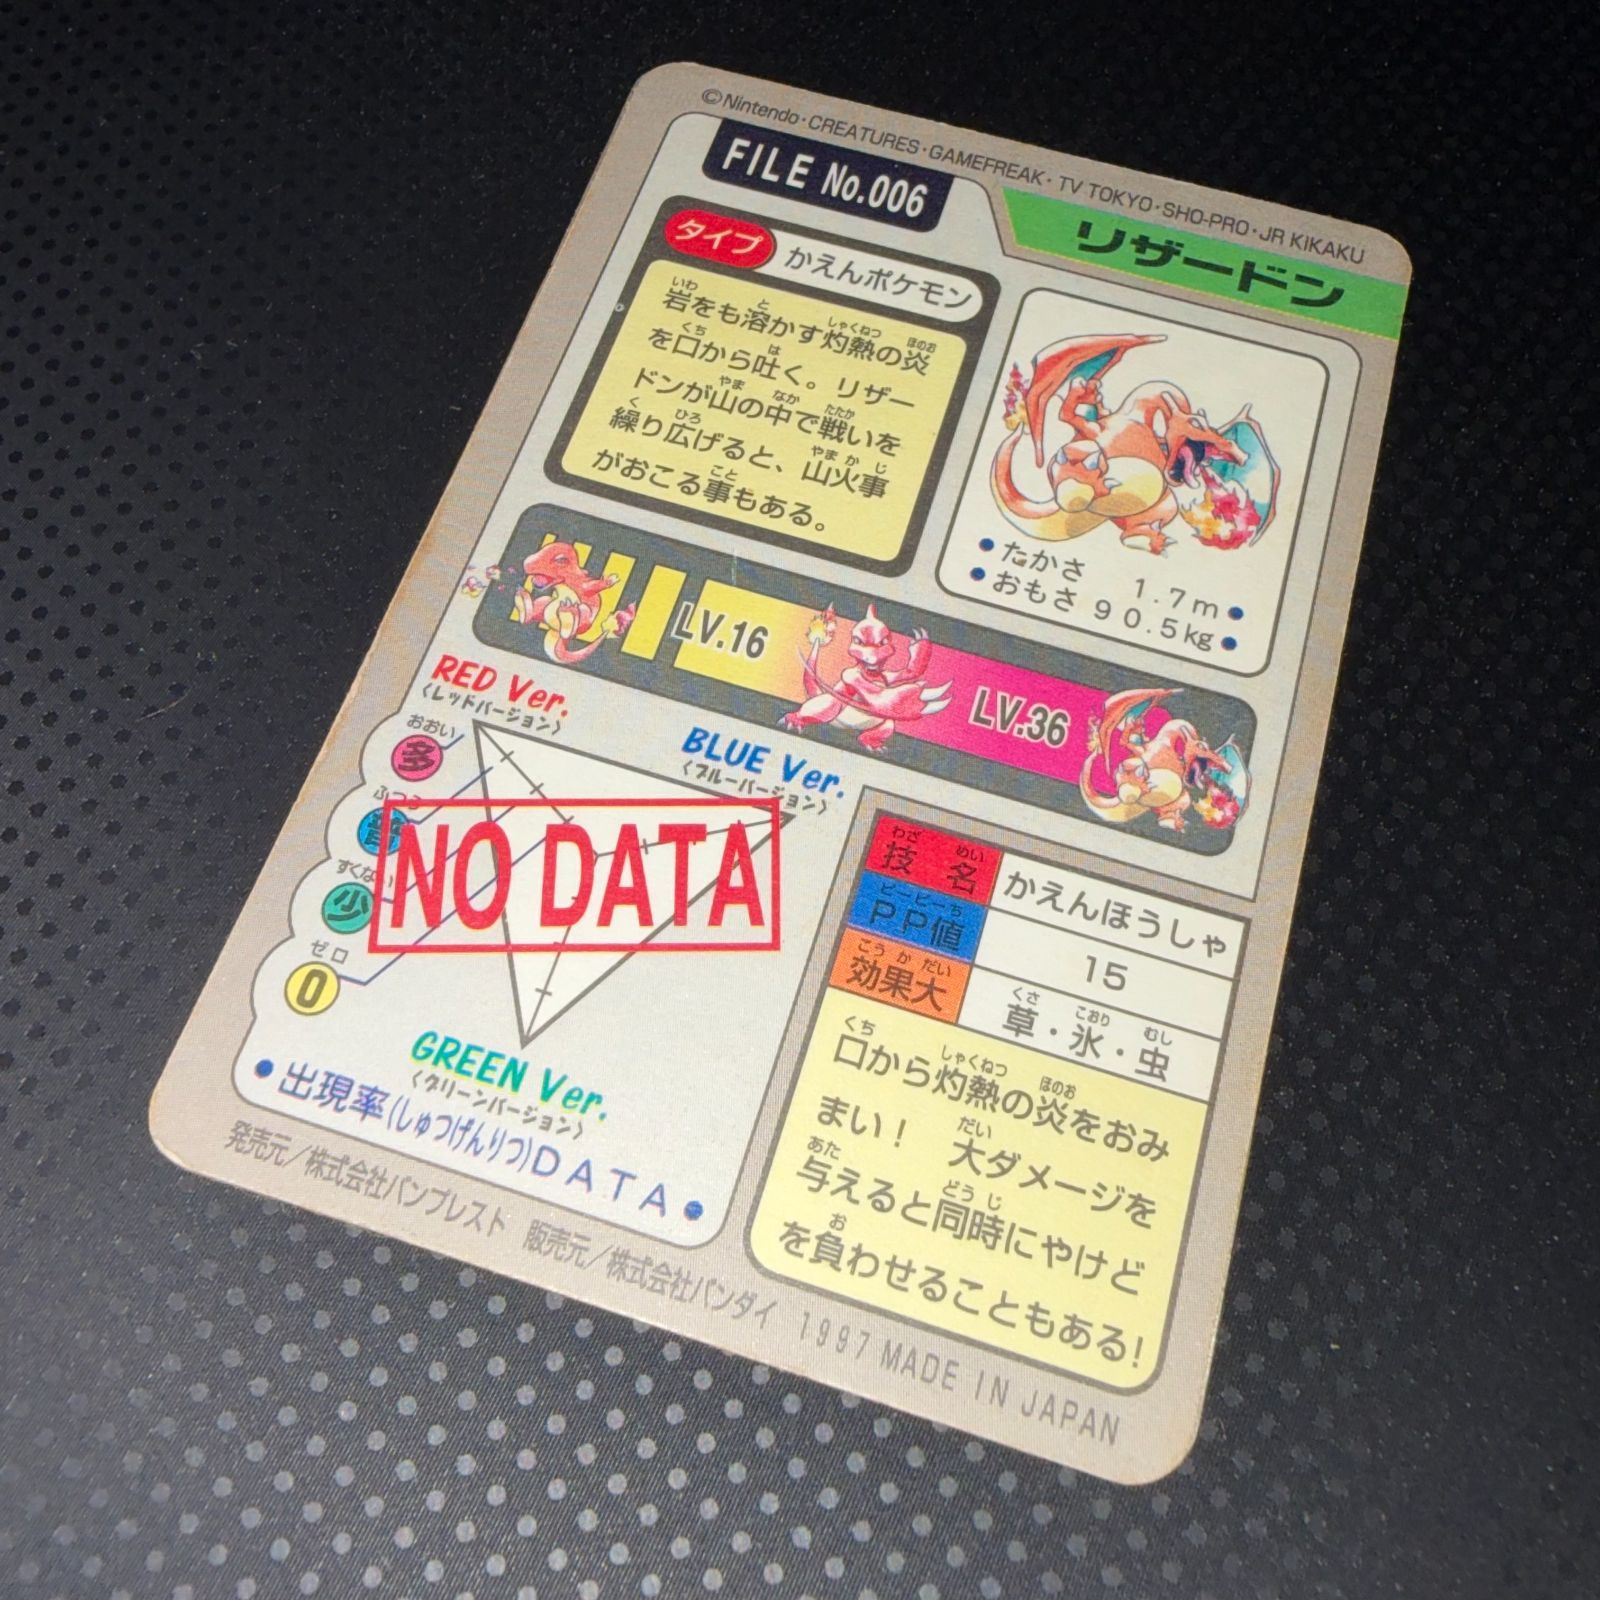 ©Nintendo・CREATURES・GAMEFREAK・TV TOKYO・SHO-PRO・JR KIKAKU
FILE No.006
リザードン
タイプ
かえんポケモン
岩をも溶かす灼熱の炎
を口から吐く。リザー
ドンが山の中で戦いを
繰り広げると、山火事
がおこる事もある。
たかさ 1.7m
おもさ 90.5kg
LV.16
LV.36
RED Ver.
〈レッドバージョン〉
BLUE Ver.
〈ブルーバージョン〉
おおい
多
ふつう
すくない
少
ゼロ
0
NO DATA
GREEN Ver.
〈グリーンバージョン〉
出現率(しゅつげんりつ)DATA
技名
かえんほうしゃ
PP値
15
効果大
草・氷・虫
口から灼熱の炎をおみ
まい! 大ダメージを
与えると同時にやけど
を負わせることもある!
発売元/株式会社バンプレスト 販売元/株式会社バンダイ 1997 MADE IN JAPAN